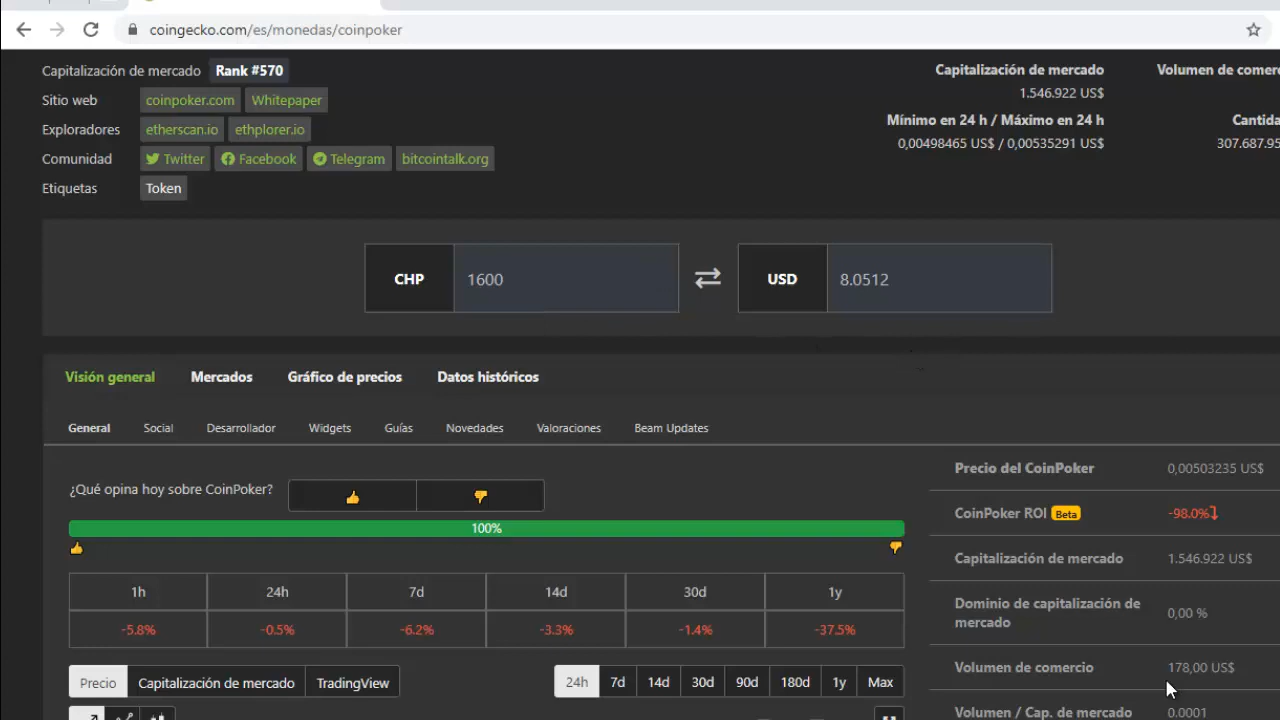 coingecko.com/es/monedas/coinpoker
Capitalización de mercado Rank #570
Sitio web coinpoker.com Whitepaper
Exploradores etherscan.io ethplorer.io
Comunidad Twitter Facebook Telegram bitcointalk.org
Etiquetas Token
Capitalización de mercado
1.546.922 US$
Mínimo en 24 h / Máximo en 24 h
0,00498465 US$ / 0,00535291 US$
Volumen de comerc
Cantida
307.687.95
CHP 1600 USD 8.0512
Visión general Mercados Gráfico de precios Datos históricos
General Social Desarrollador Widgets Guías Novedades Valoraciones Beam Updates
¿Qué opina hoy sobre CoinPoker?
100%
1h 24h 7d 14d 30d 1y
-5.8% -0.5% -6.2% -3.3% -1.4% -37.5%
Precio Capitalización de mercado TradingView
24h 7d 14d 30d 90d 180d 1y Max
Precio del CoinPoker 0,00503235 US$
CoinPoker ROI Beta -98.0%
Capitalización de mercado 1.546.922 US$
Dominio de capitalización de
mercado 0,00 %
Volumen de comercio 178,00 US$
Volumen / Cap. de mercado 0.0001